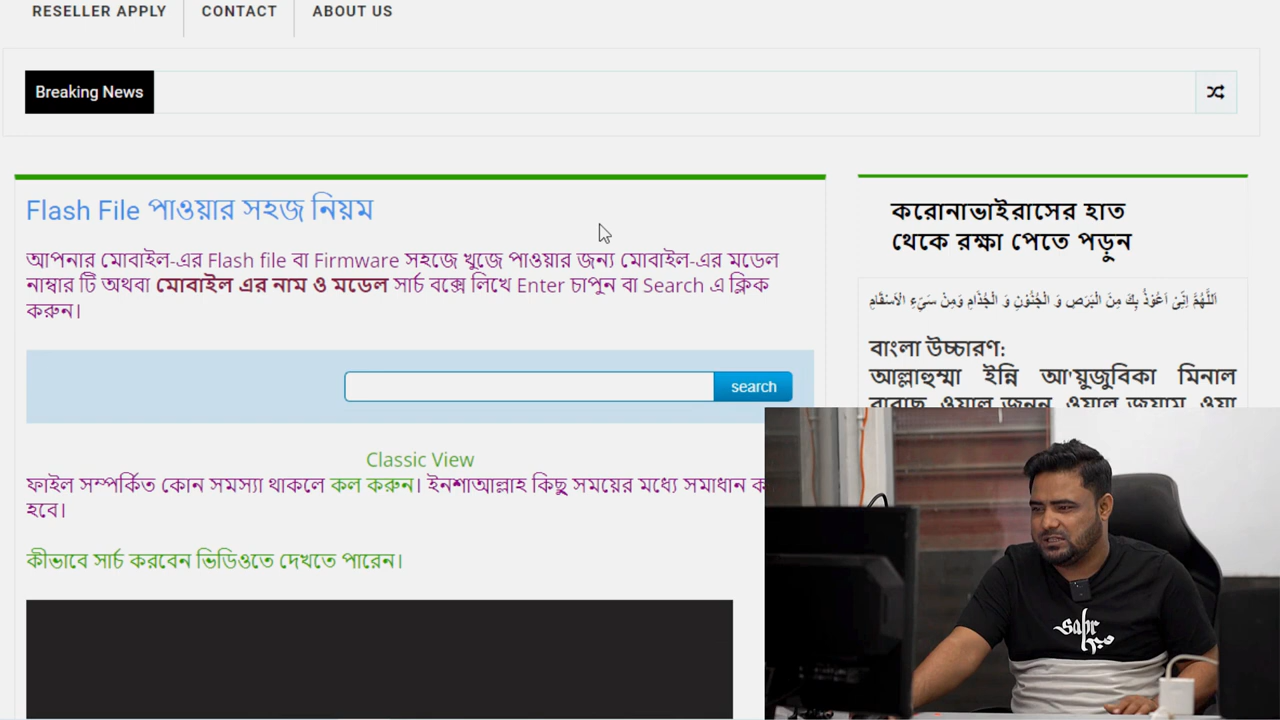 RESELLER APPLY
CONTACT
ABOUT US
Breaking News
Flash File পাওয়ার সহজ নিয়ম
আপনার মোবাইল-এর Flash file বা Firmware সহজে খুজে পাওয়ার জন্য মোবাইল-এর মডেল
নাম্বার টি অথবা মোবাইল এর নাম ও মডেল সার্চ বক্সে লিখে Enter চাপুন বা Search এ ক্লিক
করুন।
search
Classic View
ফাইল সম্পর্কিত কোন সমস্যা থাকলে কল করুন। ইনশাআল্লাহ কিছু সময়ের মধ্যে সমাধান
হবে।
কীভাবে সার্চ করবেন ভিডিওতে দেখতে পারেন।
করোনাভাইরাসের হাত
থেকে রক্ষা পেতে পড়ুন
اَللَّهُمَّ اِنِّىْ اَعُوْذُ بِكَ مِنَ الْبَرَصِ وَ الْجُنُوْنِ وَ الْجُذَامِ وَمِنْ سَىِّءِ الْاَسْقَامِ
বাংলা উচ্চারণ:
আল্লাহুম্মা ইন্নি আ'য়ুজুবিকা মিনাল
sabr